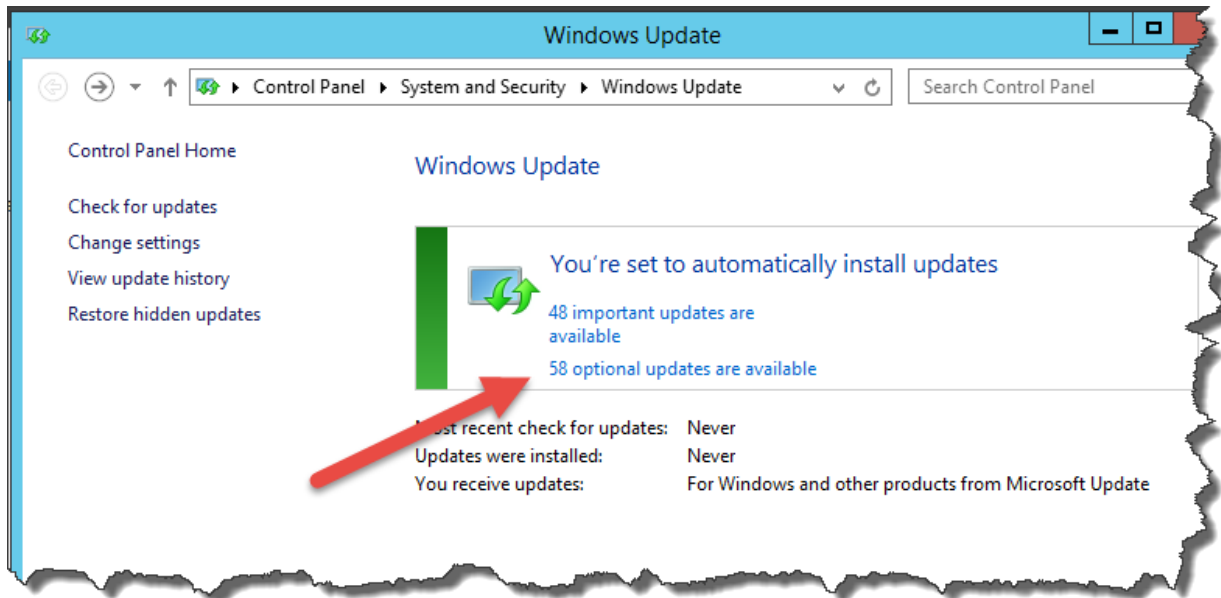 Windows Update
Control Panel System and Security Windows Update
Search Control Panel
Control Panel Home
Check for updates
Change settings
View update history
Restore hidden updates
Windows Update
You're set to automatically install updates
48 important updates are
available
58 optional updates are available
Most recent check for updates: Never
Updates were installed: Never
You receive updates: For Windows and other products from Microsoft Update